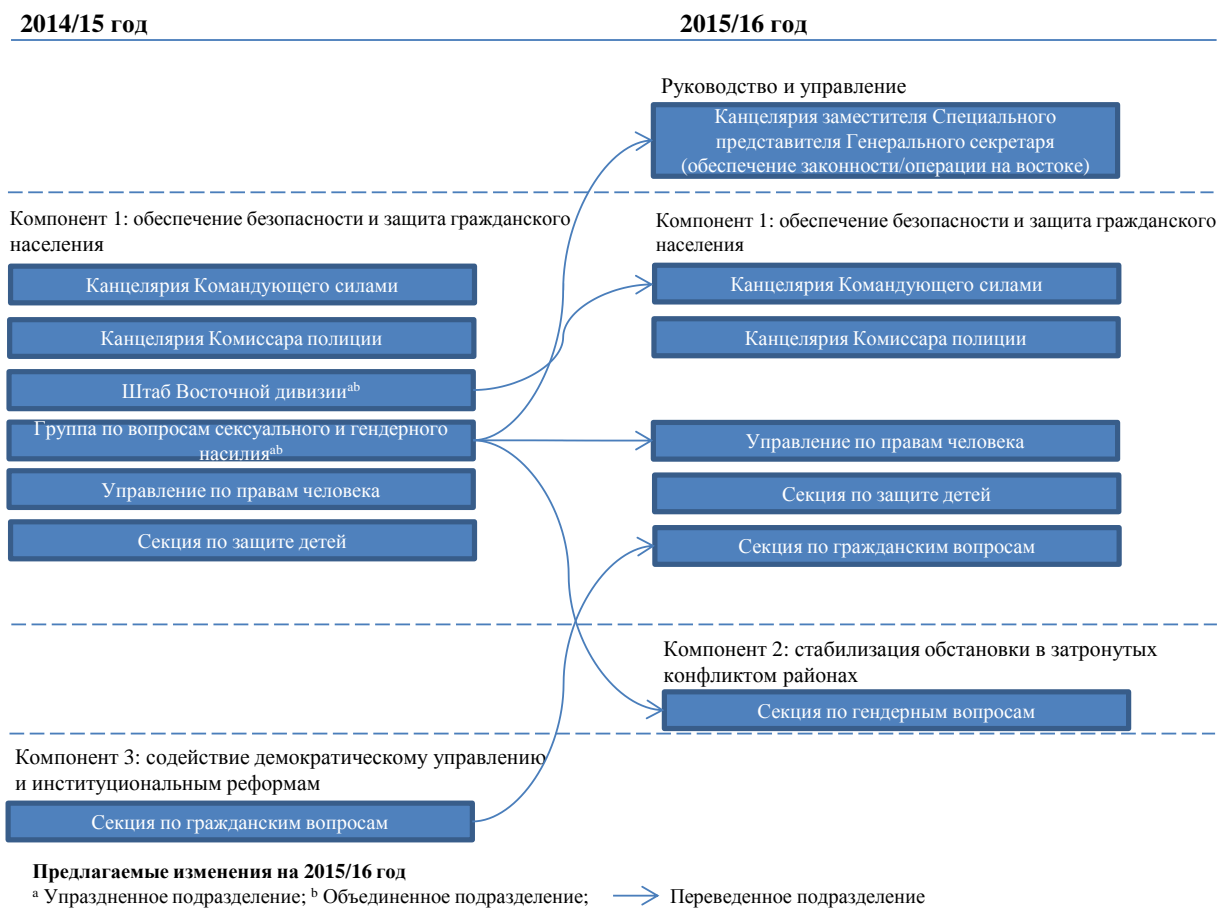 2014/15 год
2015/16 год
Руководство и управление
Канцелярия заместителя Специального
представителя Генерального секретаря
(обеспечение законности/операции на востоке)
Компонент 1: обеспечение безопасности и защита гражданского
населения
Канцелярия Командующего силами
Канцелярия Комиссара полиции
Штаб Восточной дивизииᵃᵇ
Группа по вопросам сексуального и гендерного
насилияᵃᵇ
Управление по правам человека
Секция по защите детей
Компонент 1: обеспечение безопасности и защита гражданского
населения
Канцелярия Командующего силами
Канцелярия Комиссара полиции
Управление по правам человека
Секция по защите детей
Секция по гражданским вопросам
Компонент 2: стабилизация обстановки в затронутых
конфликтом районах
Секция по гендерным вопросам
Компонент 3: содействие демократическому управлению
и институциональным реформам
Секция по гражданским вопросам
Предлагаемые изменения на 2015/16 год
ᵃ Упраздненное подразделение; ᵇ Объединенное подразделение; Переведенное подразделение